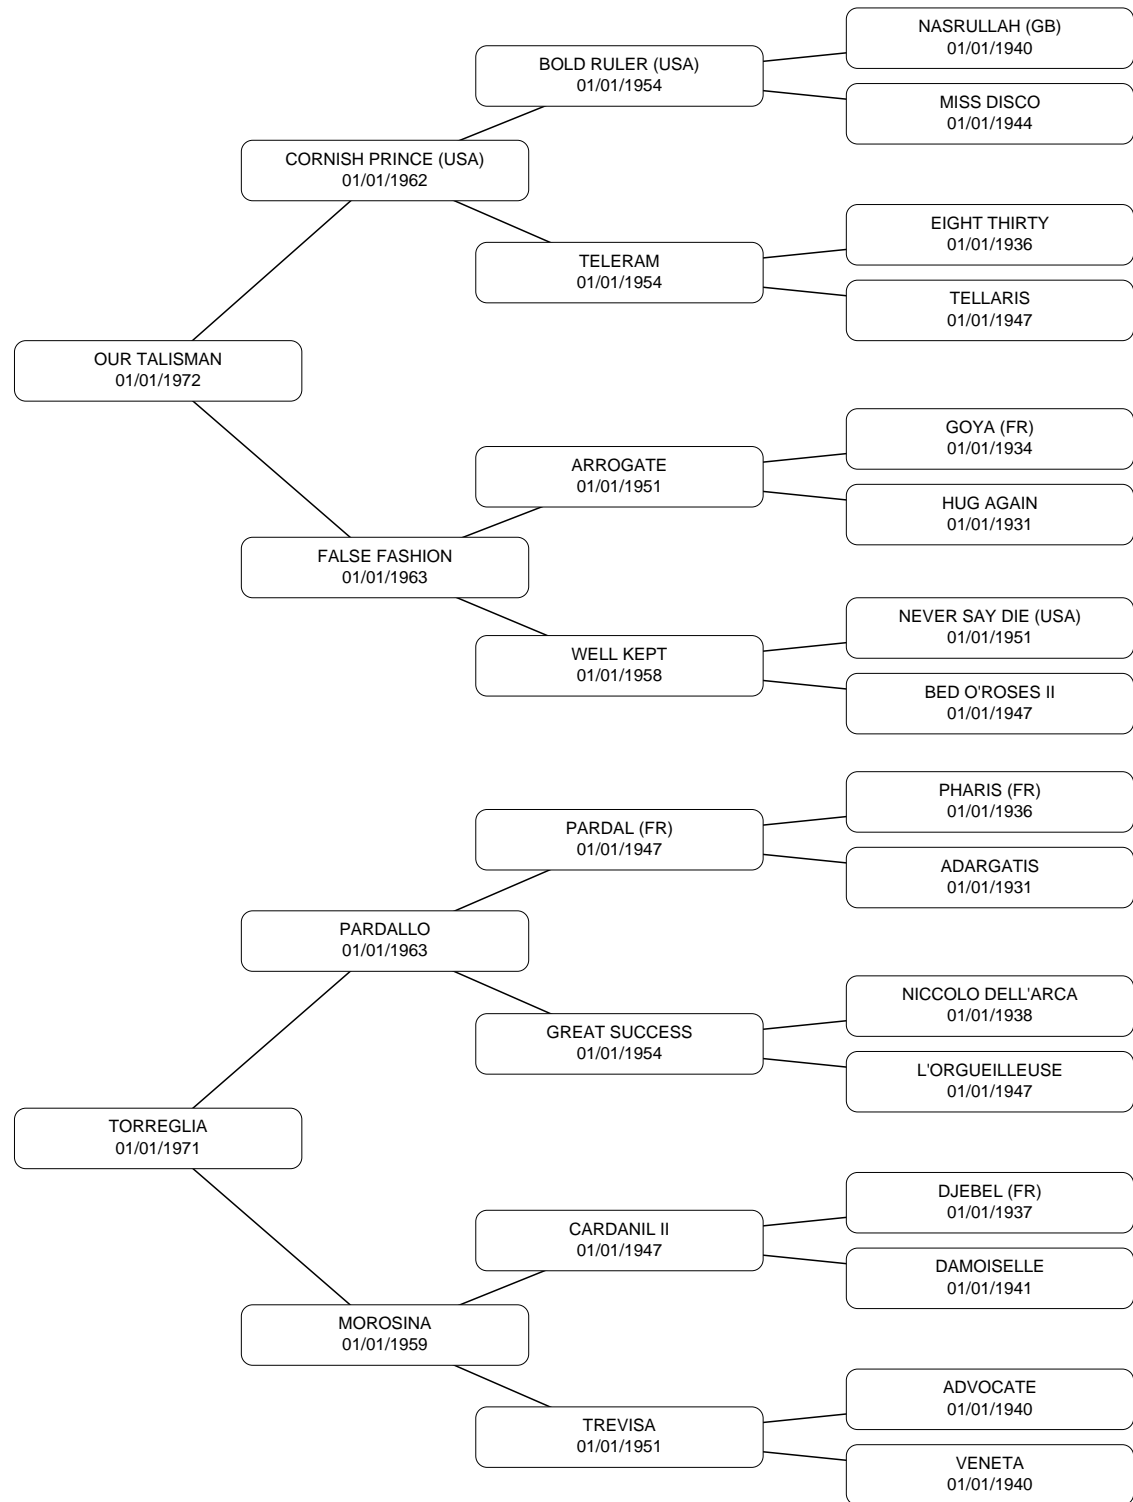 NASRULLAH (GB)
01/01/1940
BOLD RULER (USA)
01/01/1954
MISS DISCO
01/01/1944
CORNISH PRINCE (USA)
01/01/1962
EIGHT THIRTY
01/01/1936
TELERAM
01/01/1954
TELLARIS
01/01/1947
OUR TALISMAN
01/01/1972
GOYA (FR)
01/01/1934
ARROGATE
01/01/1951
HUG AGAIN
01/01/1931
FALSE FASHION
01/01/1963
NEVER SAY DIE (USA)
01/01/1951
WELL KEPT
01/01/1958
BED O'ROSES II
01/01/1947
PHARIS (FR)
01/01/1936
PARDAL (FR)
01/01/1947
ADARGATIS
01/01/1931
PARDALLO
01/01/1963
NICCOLO DELL'ARCA
01/01/1938
GREAT SUCCESS
01/01/1954
L'ORGUEILLEUSE
01/01/1947
TORREGLIA
01/01/1971
DJEBEL (FR)
01/01/1937
CARDANIL II
01/01/1947
DAMOISELLE
01/01/1941
MOROSINA
01/01/1959
ADVOCATE
01/01/1940
TREVISA
01/01/1951
VENETA
01/01/1940